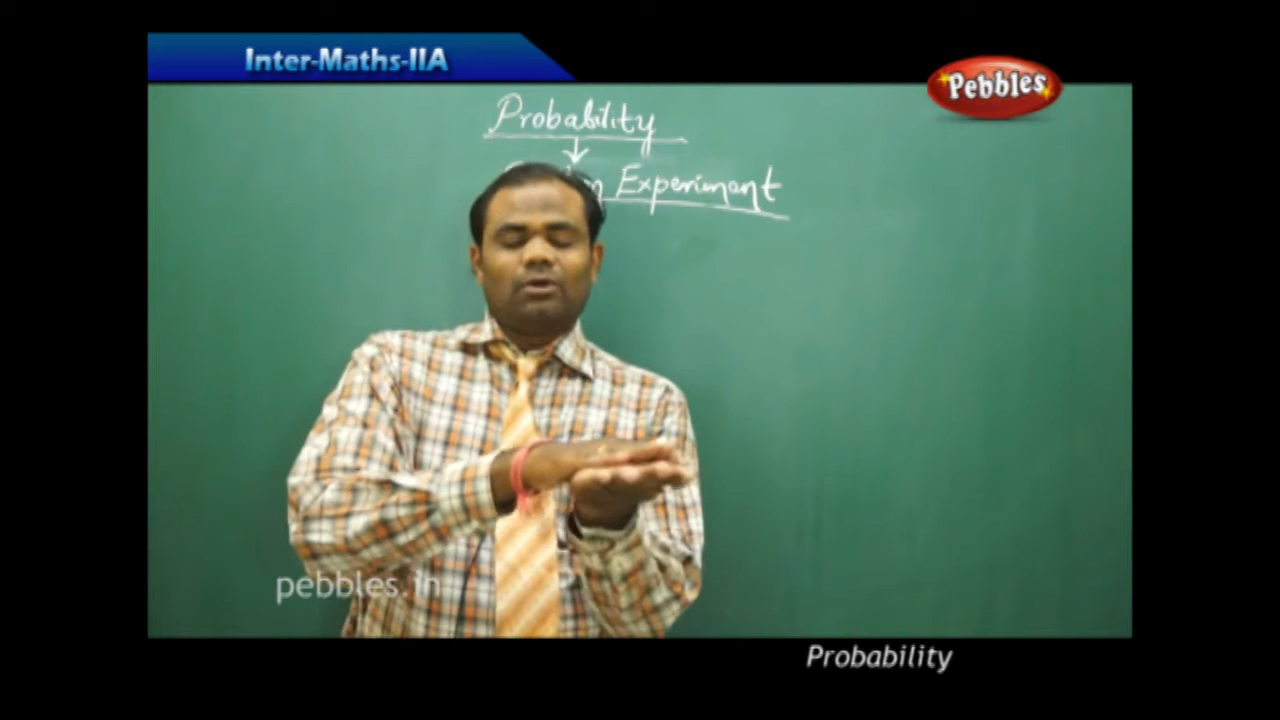 Inter-Maths-IIA
Pebbles
Probability
Experiment
pebbles.in
Probability